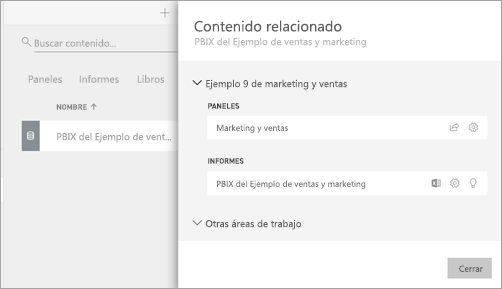 Buscar contenido...
Paneles Informes Libros
NOMBRE
PBIX del Ejemplo de vent...
Contenido relacionado
PBIX del Ejemplo de ventas y marketing
Ejemplo 9 de marketing y ventas
PANELES
Marketing y ventas
INFORMES
PBIX del Ejemplo de ventas y marketing
Otras áreas de trabajo
Cerrar